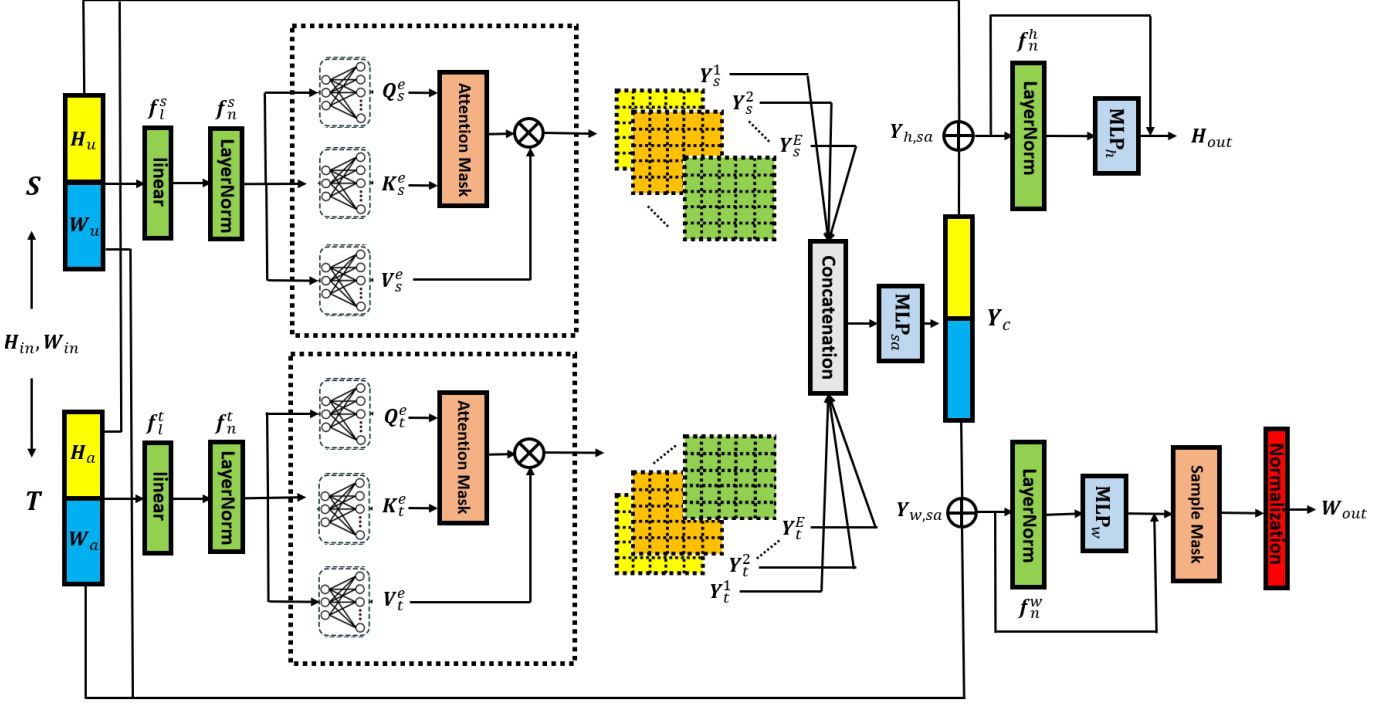 S
H_u
W_u
f_l^s
linear
f_n^s
LayerNorm
Q_s^e
K_s^e
V_s^e
Attention Mask
Y_s^1
Y_s^2
Y_s^E
H_in, W_in
T
H_a
W_a
f_l^t
linear
f_n^t
LayerNorm
Q_t^e
K_t^e
V_t^e
Attention Mask
Y_t^E
Y_t^2
Y_t^1
Concatenation
MLP_sa
Y_c
Y_h,sa
f_n^h
LayerNorm
MLP_h
H_out
Y_w,sa
LayerNorm
f_n^w
MLP_w
Sample Mask
Normalization
W_out